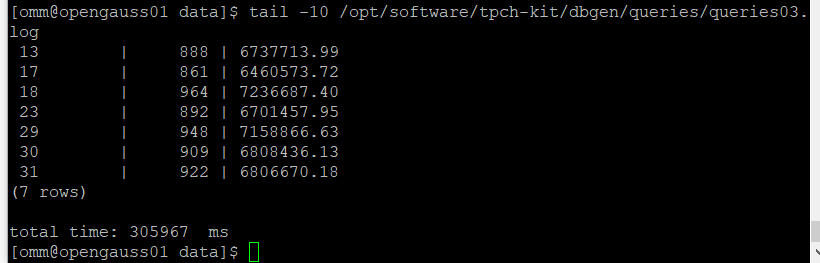 [omm@opengauss01 data]$ tail -10 /opt/software/tpch-kit/dbgen/queries/queries03.
log
 13         |     888 | 6737713.99
 17         |     861 | 6460573.72
 18         |     964 | 7236687.40
 23         |     892 | 6701457.95
 29         |     948 | 7158866.63
 30         |     909 | 6808436.13
 31         |     922 | 6806670.18
(7 rows)

total time: 305967  ms
[omm@opengauss01 data]$